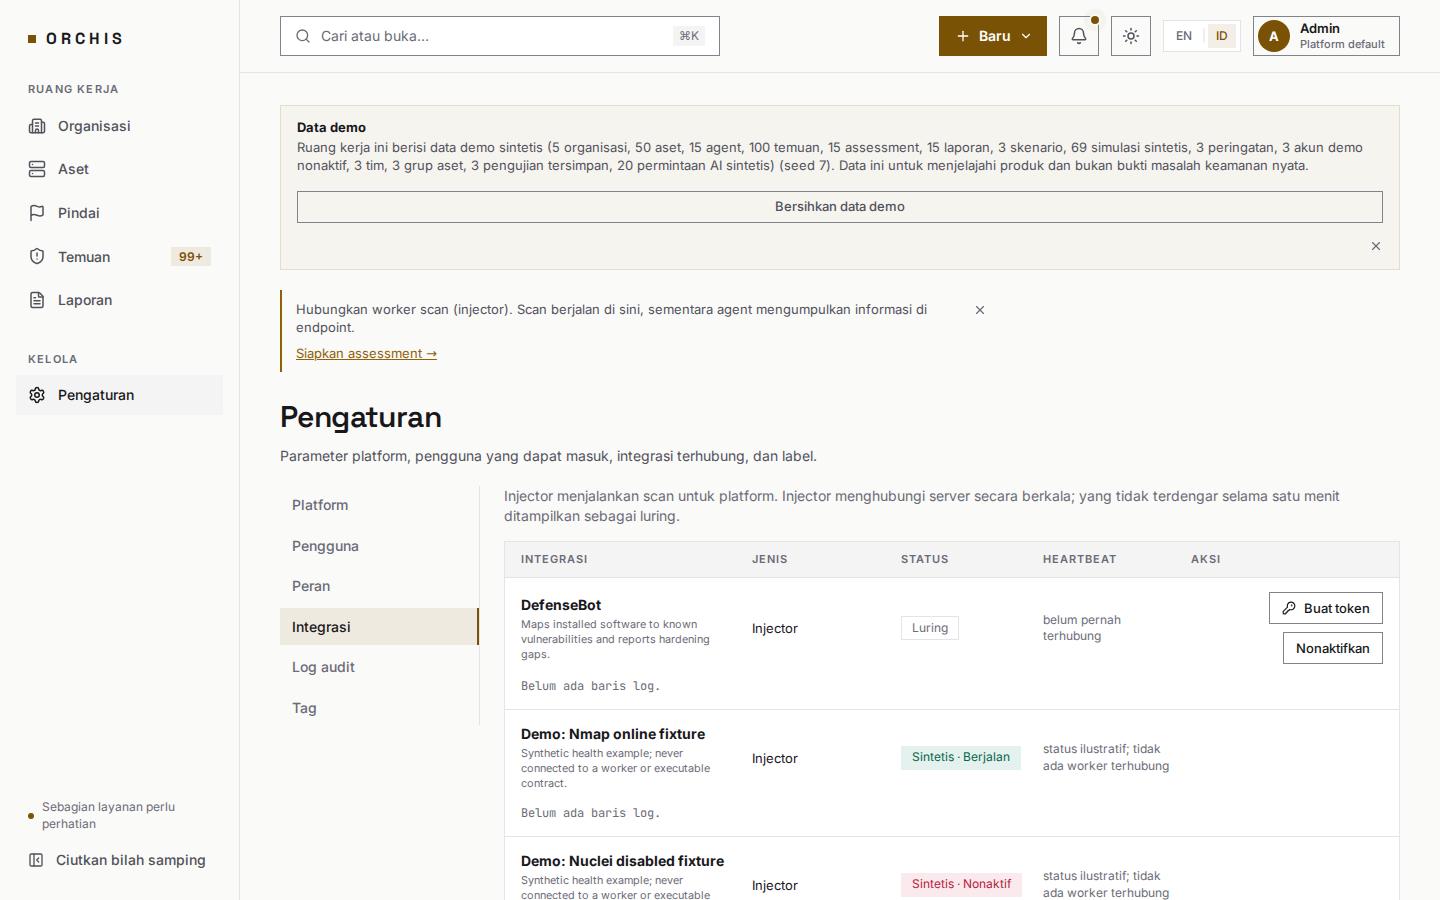 ORCHIS
Cari atau buka...
⌘K
Baru
EN
ID
A
Admin
Platform default
RUANG KERJA
Organisasi
Aset
Pindai
Temuan
99+
Laporan
KELOLA
Pengaturan
Sebagian layanan perlu
perhatian
Ciutkan bilah samping
Data demo
Ruang kerja ini berisi data demo sintetis (5 organisasi, 50 aset, 15 agent, 100 temuan, 15 assessment, 15 laporan, 3 skenario, 69 simulasi sintetis, 3 peringatan, 3 akun demo
nonaktif, 3 tim, 3 grup aset, 3 pengujian tersimpan, 20 permintaan AI sintetis) (seed 7). Data ini untuk menjelajahi produk dan bukan bukti masalah keamanan nyata.
Bersihkan data demo
Hubungkan worker scan (injector). Scan berjalan di sini, sementara agent mengumpulkan informasi di
endpoint.
Siapkan assessment →
Pengaturan
Parameter platform, pengguna yang dapat masuk, integrasi terhubung, dan label.
Platform
Pengguna
Peran
Integrasi
Log audit
Tag
Injector menjalankan scan untuk platform. Injector menghubungi server secara berkala; yang tidak terdengar selama satu menit
ditampilkan sebagai luring.
INTEGRASI
JENIS
STATUS
HEARTBEAT
AKSI
DefenseBot
Maps installed software to known
vulnerabilities and reports hardening
gaps.
Belum ada baris log.
Injector
Luring
belum pernah
terhubung
Buat token
Nonaktifkan
Demo: Nmap online fixture
Synthetic health example; never
connected to a worker or executable
contract.
Belum ada baris log.
Injector
Sintetis · Berjalan
status ilustratif; tidak
ada worker terhubung
Demo: Nuclei disabled fixture
Synthetic health example; never
connected to a worker or executable
Injector
Sintetis · Nonaktif
status ilustratif; tidak
ada worker terhubung